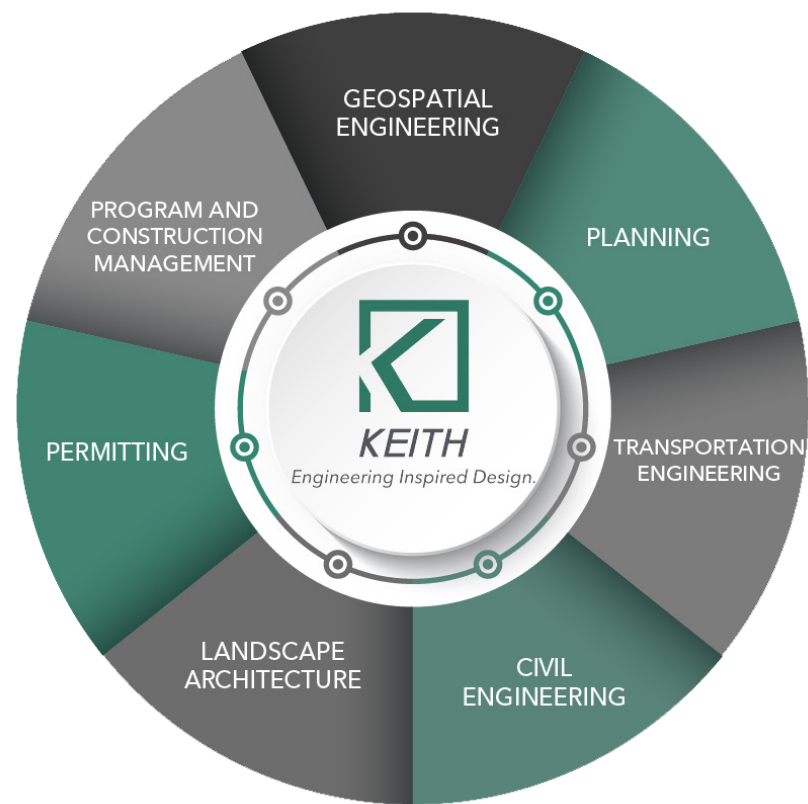 GEOSPATIAL
ENGINEERING
PLANNING
TRANSPORTATION
ENGINEERING
CIVIL
ENGINEERING
LANDSCAPE
ARCHITECTURE
PERMITTING
PROGRAM AND
CONSTRUCTION
MANAGEMENT
KEITH
Engineering Inspired Design.